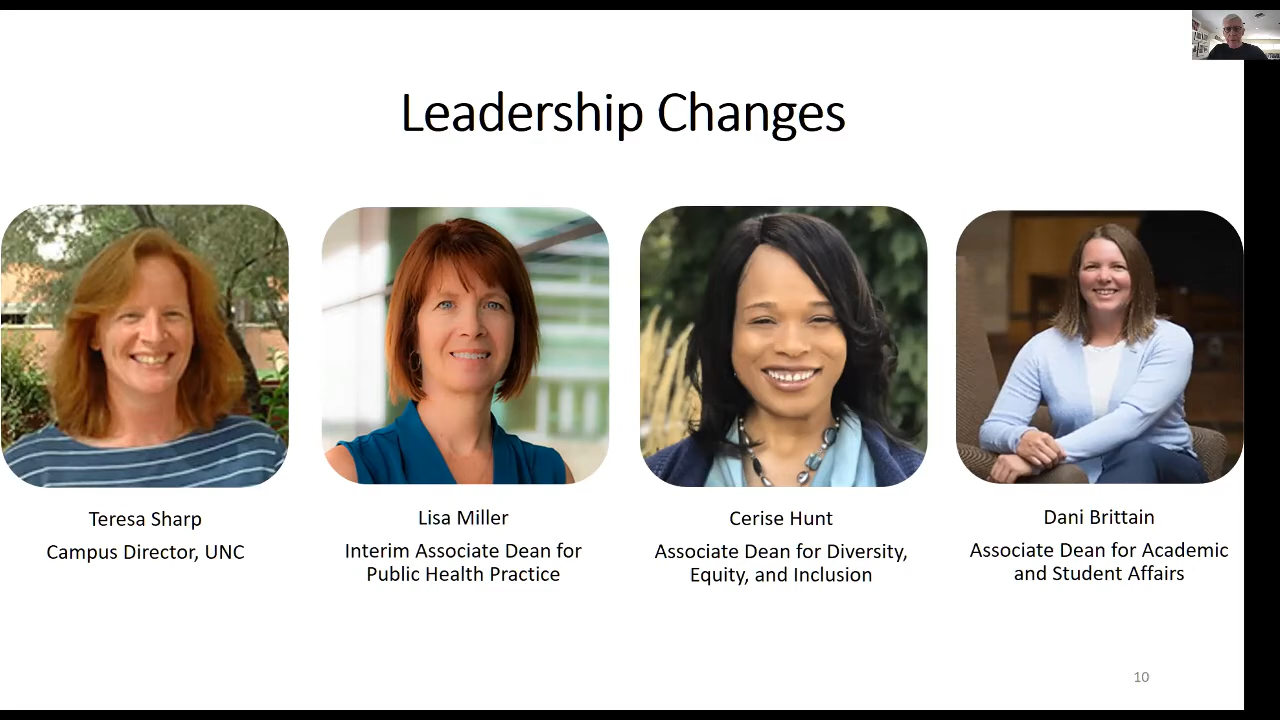 Leadership Changes
Teresa Sharp
Campus Director, UNC
Lisa Miller
Interim Associate Dean for
Public Health Practice
Cerise Hunt
Associate Dean for Diversity,
Equity, and Inclusion
Dani Brittain
Associate Dean for Academic
and Student Affairs
10